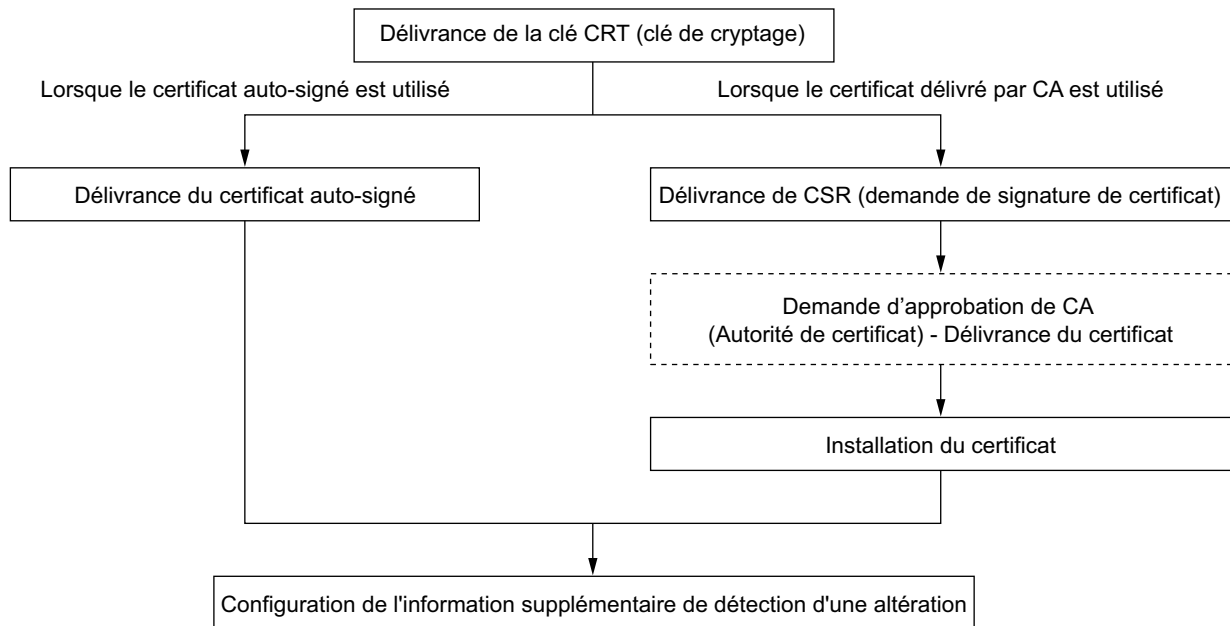 Délivrance de la clé CRT (clé de cryptage)
Lorsque le certificat auto-signé est utilisé
Lorsque le certificat délivré par CA est utilisé
Délivrance du certificat auto-signé
Délivrance de CSR (demande de signature de certificat)
Demande d’approbation de CA
(Autorité de certificat) - Délivrance du certificat
Installation du certificat
Configuration de l'information supplémentaire de détection d'une altération